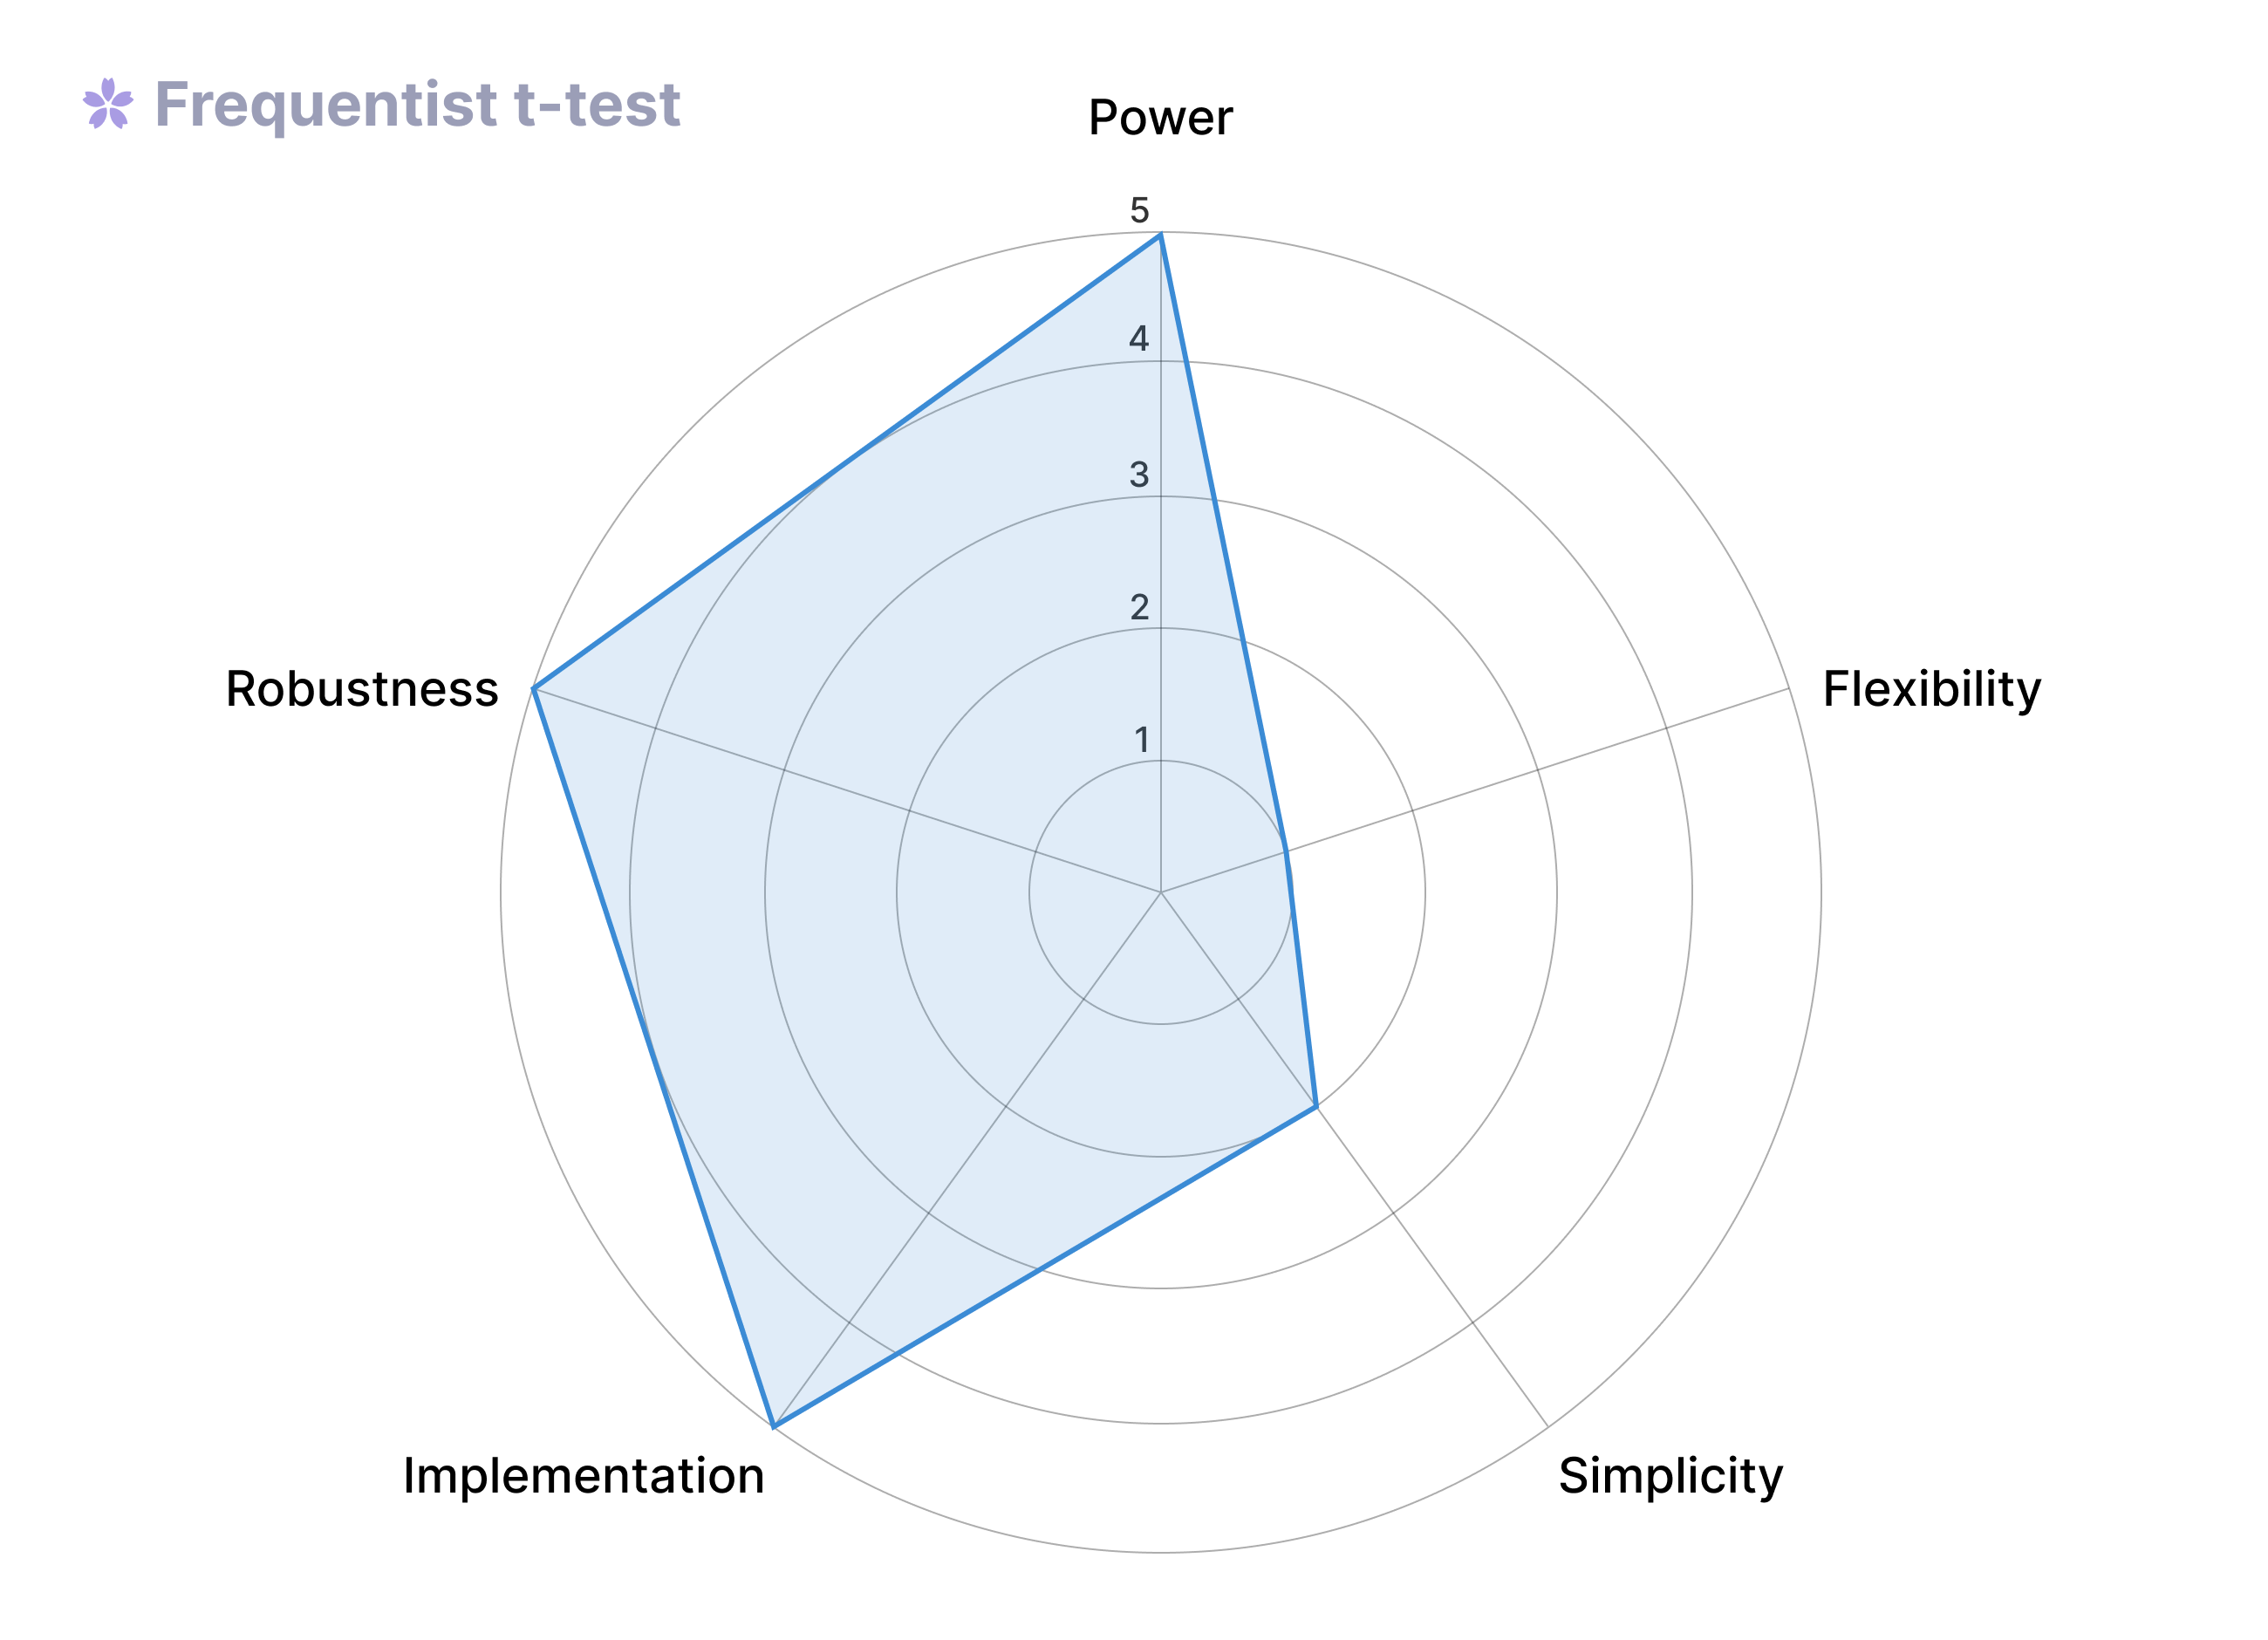 Frequentist t-test
Power
5
4
3
2
1
Robustness
Flexibility
Implementation
Simplicity